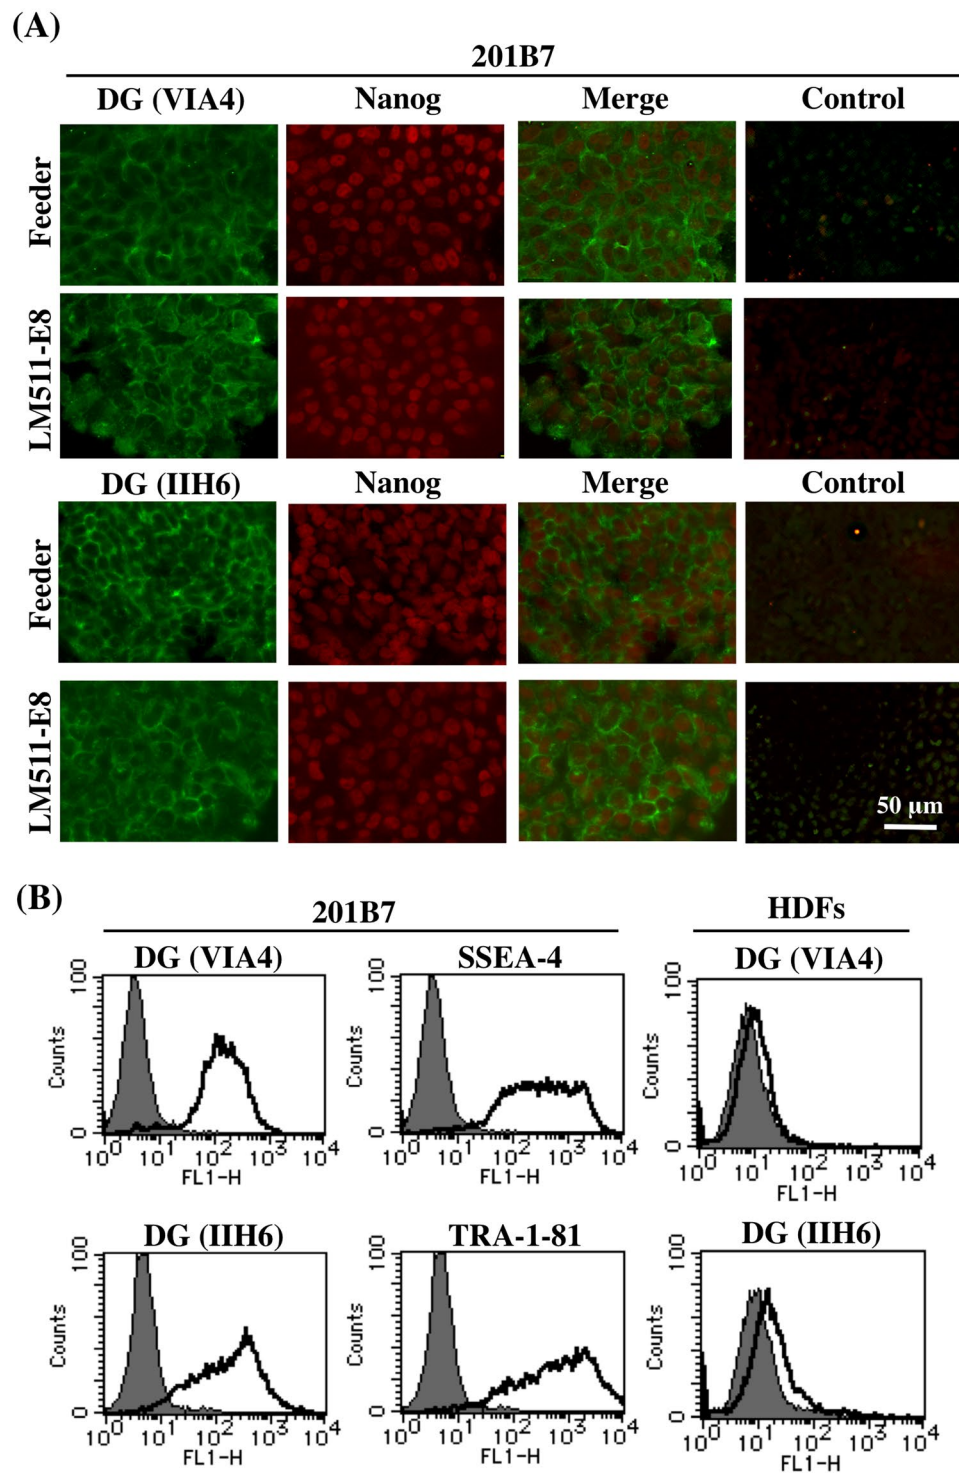 (A)
201B7
DG (VIA4) Nanog Merge Control
Feeder
LM511-E8
DG (IIH6) Nanog Merge Control
Feeder
LM511-E8
50 μm
(B)
201B7 HDFs
DG (VIA4) SSEA-4 DG (VIA4)
100 100 100
Counts Counts Counts
0 0 0
10^0 10^1 10^2 10^3 10^4 10^0 10^1 10^2 10^3 10^4 10^0 10^1 10^2 10^3 10^4
FL1-H FL1-H FL1-H
DG (IIH6) TRA-1-81 DG (IIH6)
100 100 100
Counts Counts Counts
0 0 0
10^0 10^1 10^2 10^3 10^4 10^0 10^1 10^2 10^3 10^4 10^0 10^1 10^2 10^3 10^4
FL1-H FL1-H FL1-H